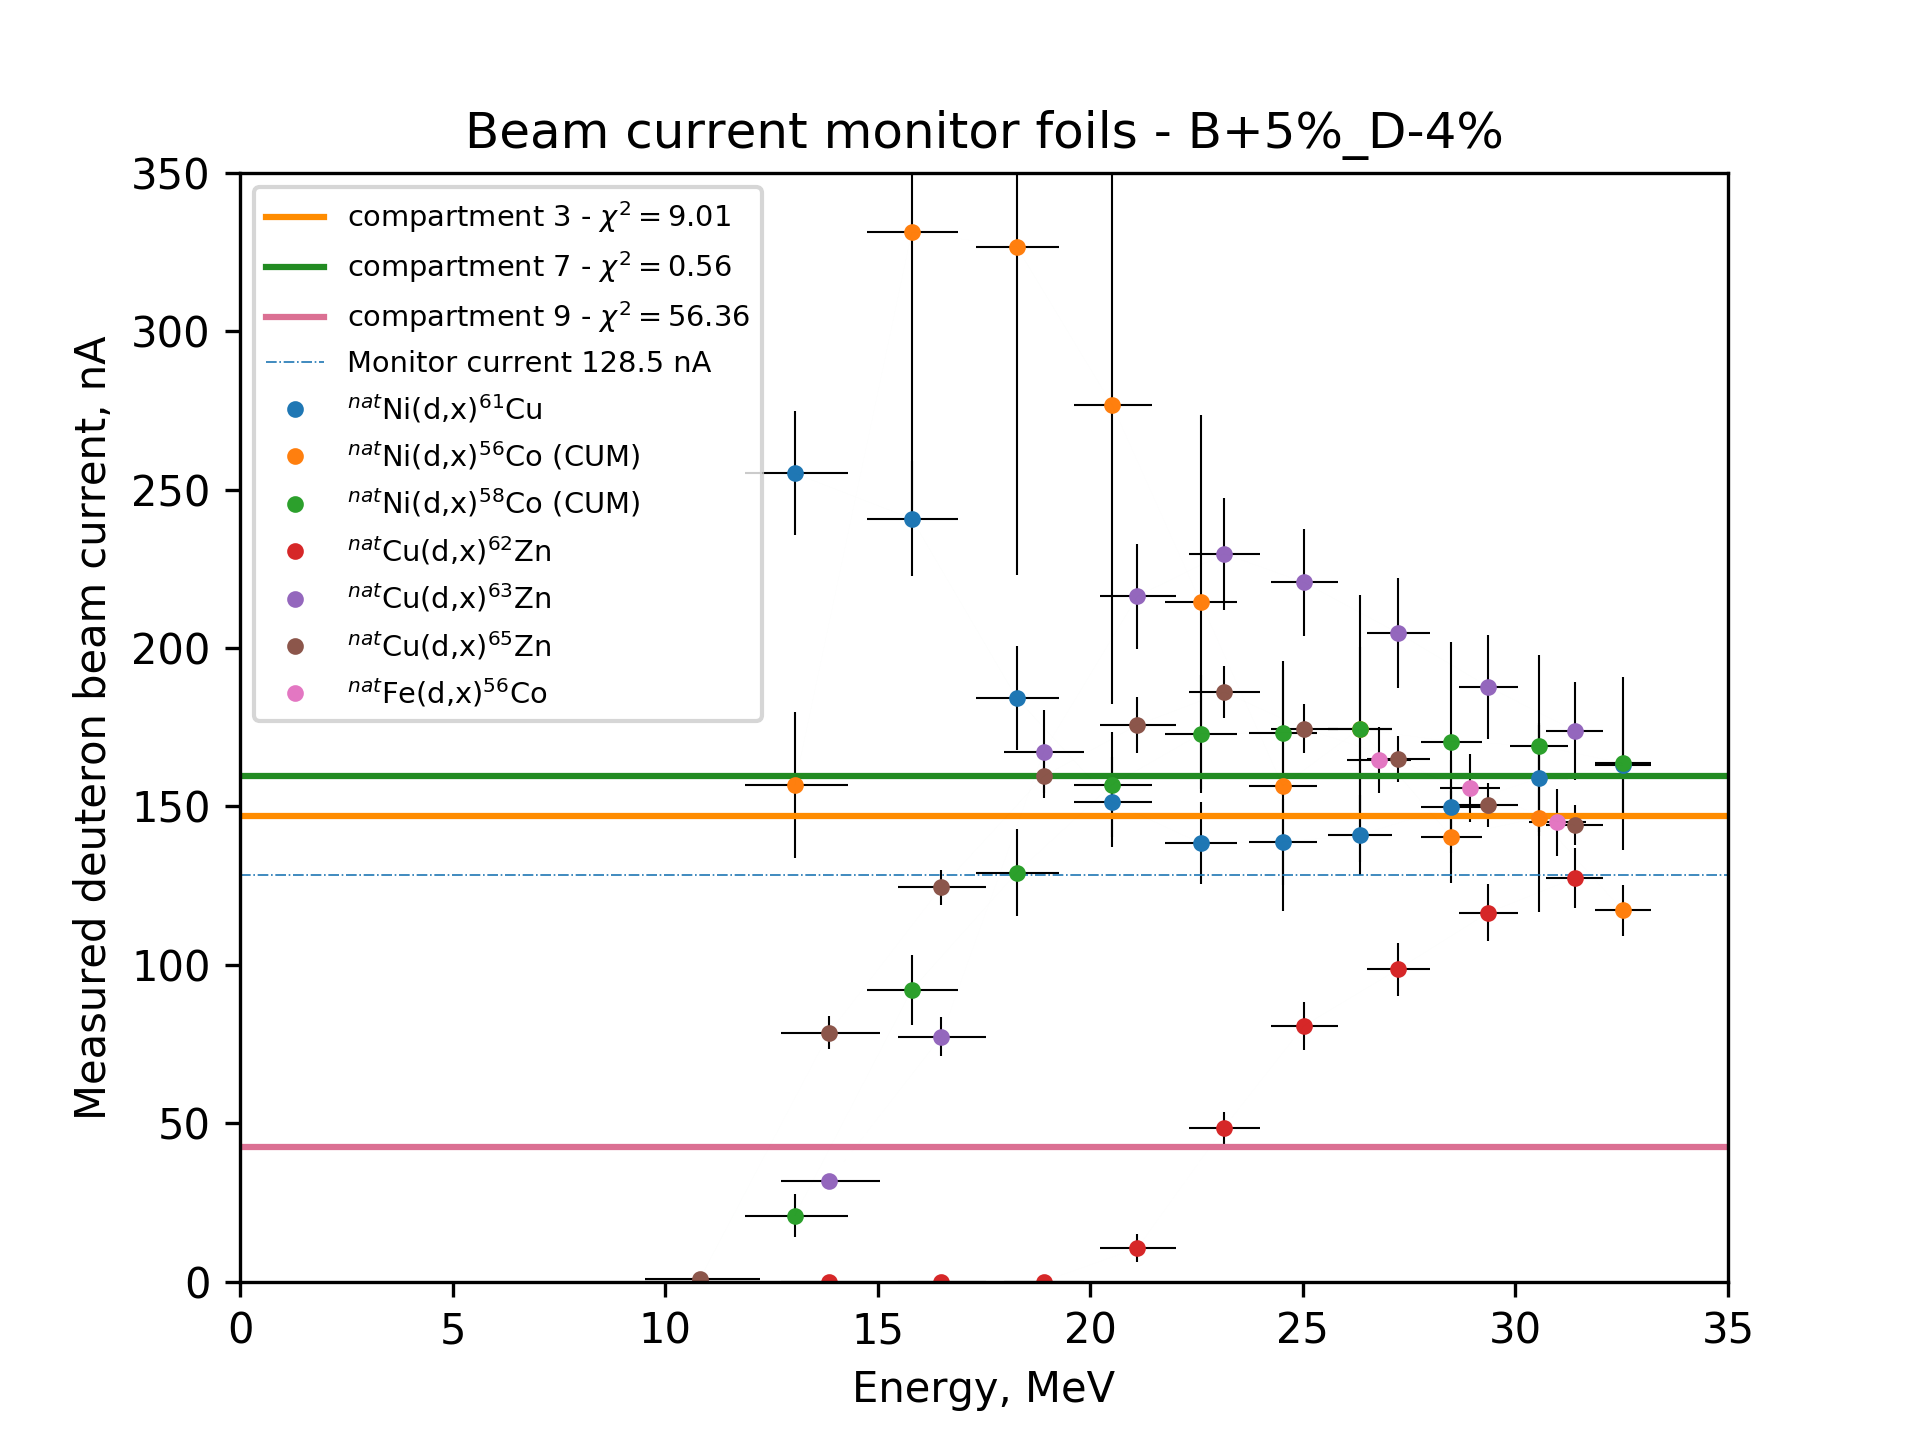 Beam current monitor foils - B+5%_D-4%
350
300
250
200
150
100
50
0
Measured deuteron beam current, nA
compartment 3 - χ² = 9.01
compartment 7 - χ² = 0.56
compartment 9 - χ² = 56.36
Monitor current 128.5 nA
ⁿᵃᵗNi(d,x)⁶¹Cu
ⁿᵃᵗNi(d,x)⁵⁶Co (CUM)
ⁿᵃᵗNi(d,x)⁵⁸Co (CUM)
ⁿᵃᵗCu(d,x)⁶²Zn
ⁿᵃᵗCu(d,x)⁶³Zn
ⁿᵃᵗCu(d,x)⁶⁵Zn
ⁿᵃᵗFe(d,x)⁵⁶Co
0 5 10 15 20 25 30 35
Energy, MeV